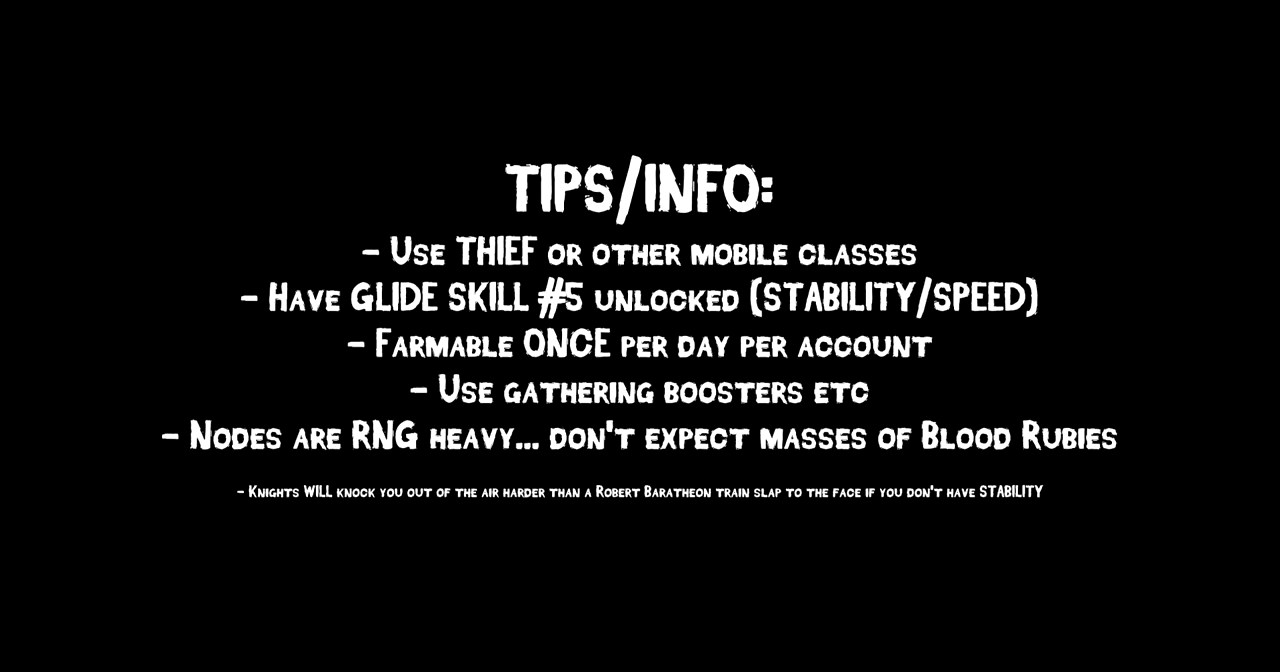 TIPS/INFO:
- Use THIEF or other mobile classes
- Have GLIDE SKILL #5 unlocked (STABILITY/SPEED)
- Farmable ONCE per day per account
- Use gathering boosters etc
- Nodes are RNG heavy... don't expect masses of Blood Rubies
- Knights WILL knock you out of the air harder than a Robert Baratheon train slap to the face if you don't have STABILITY